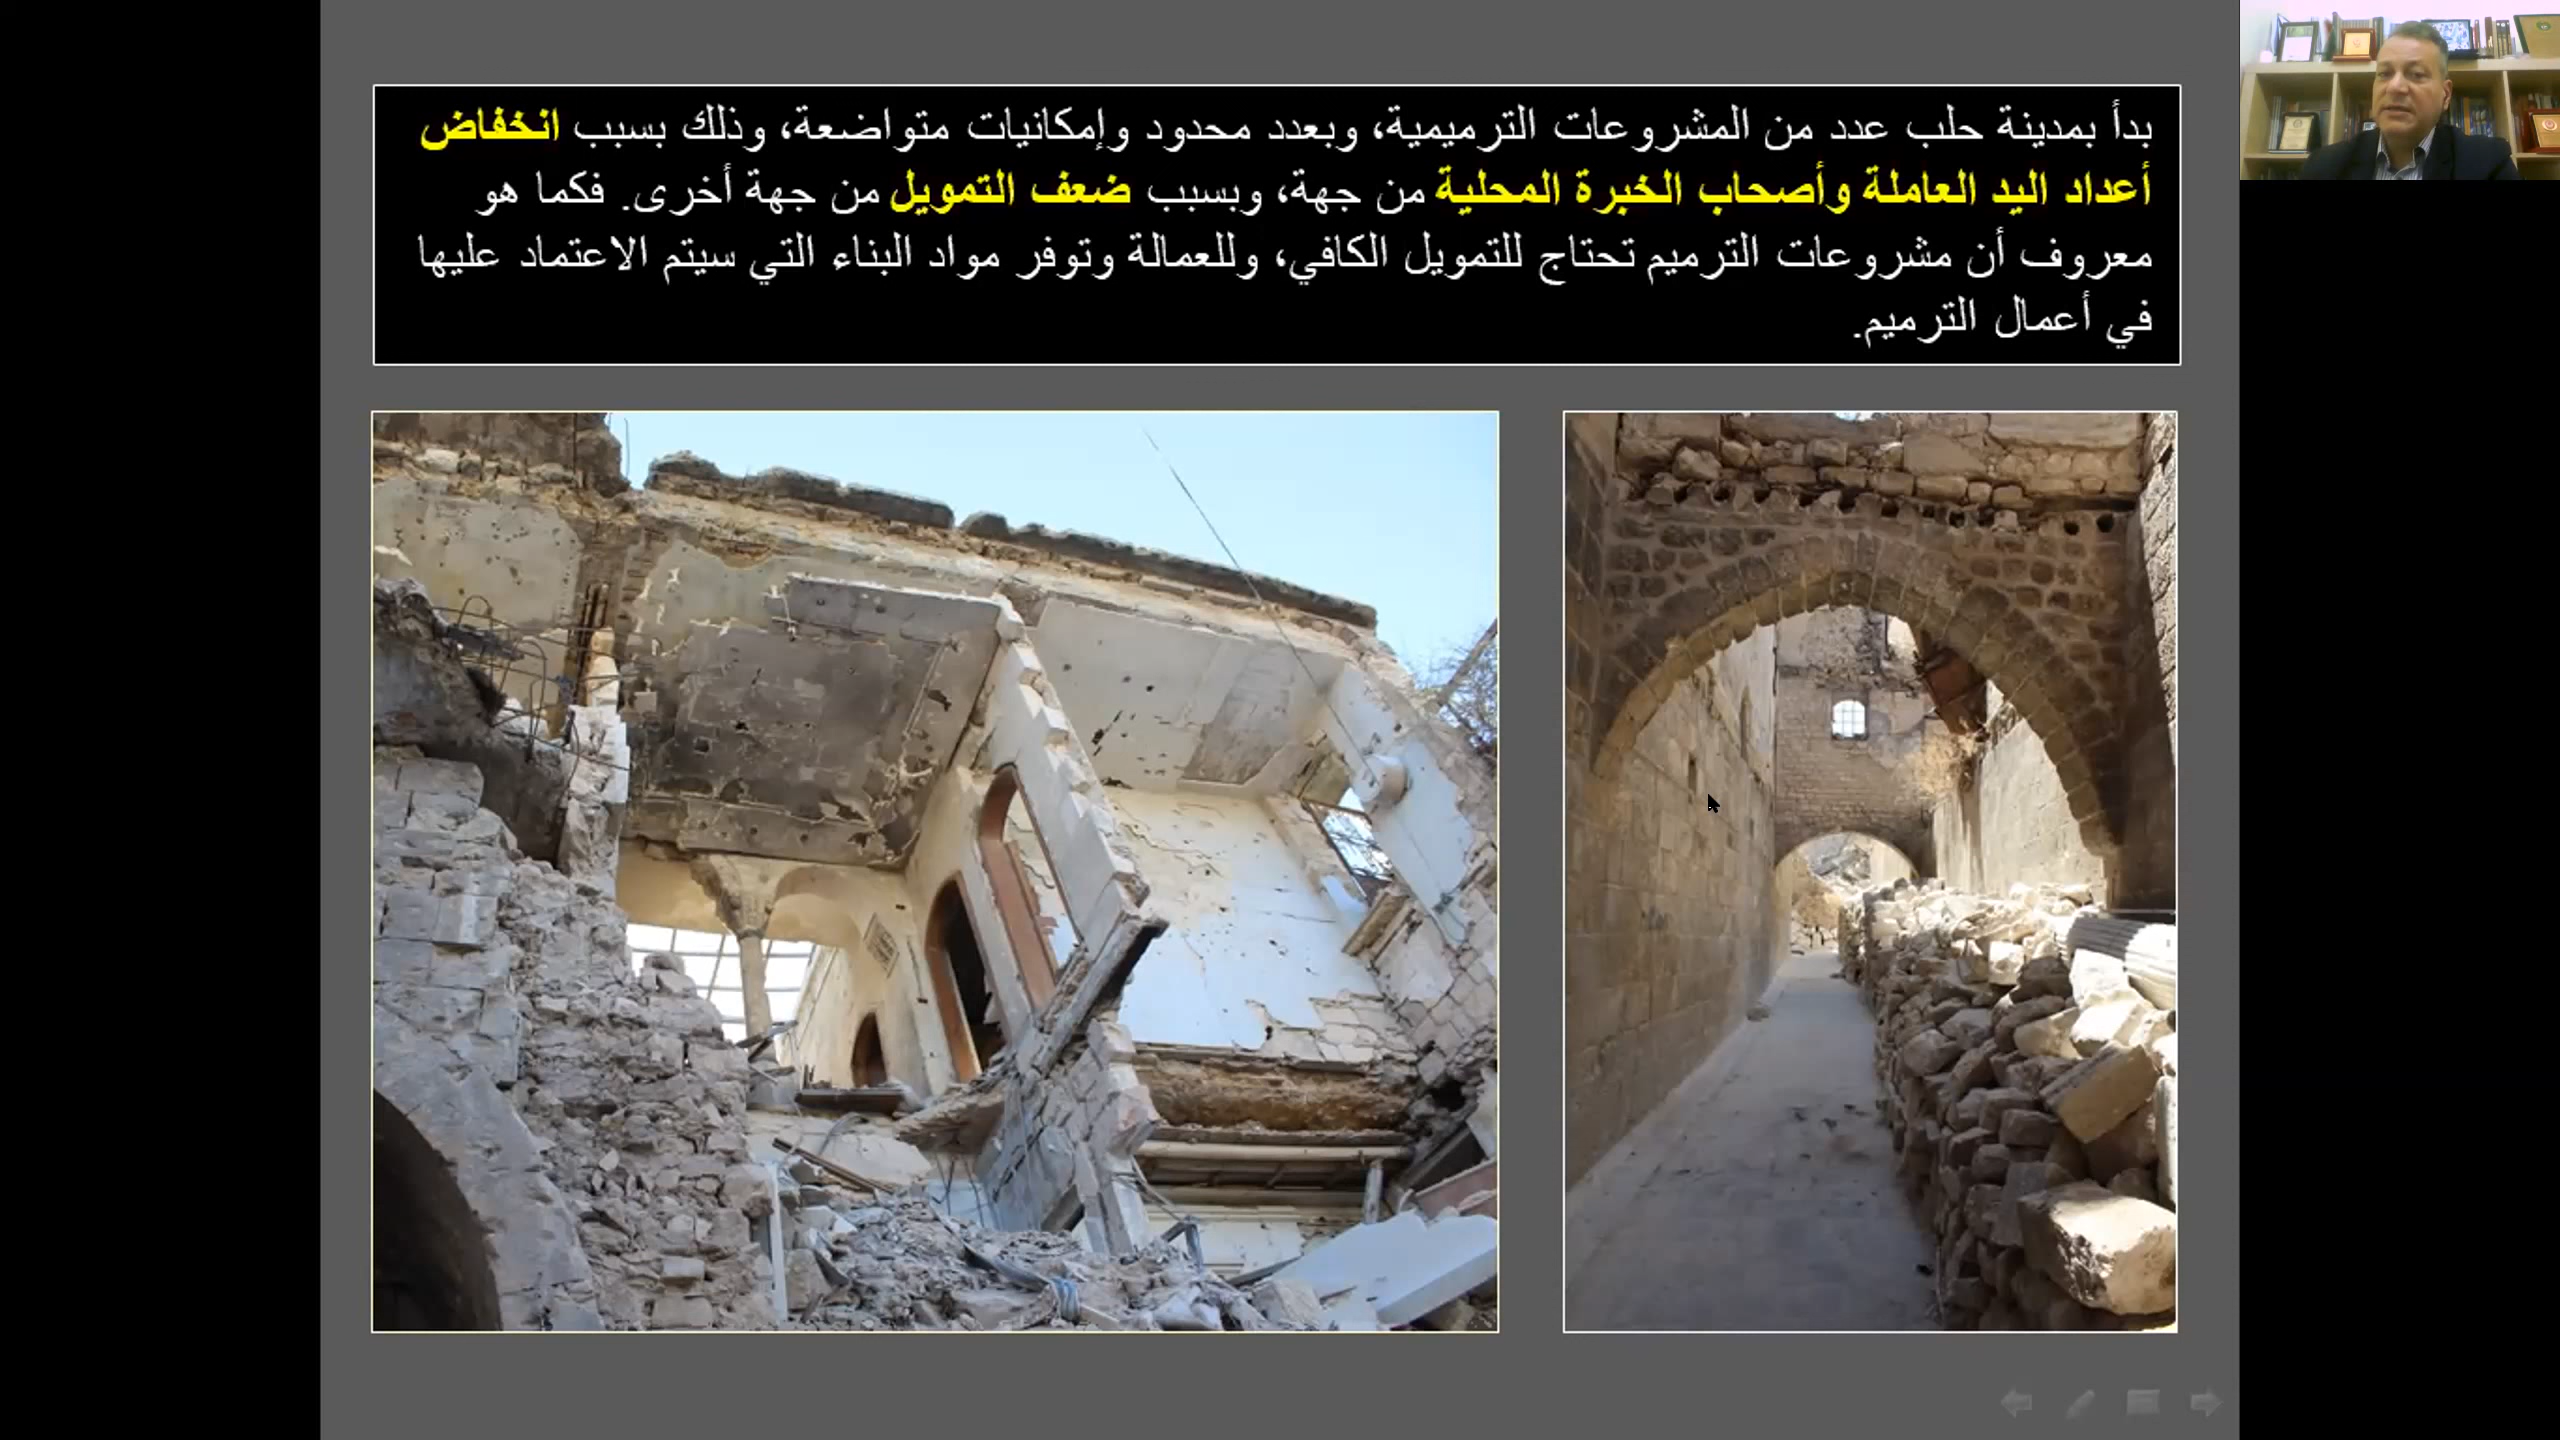 بدأ بمدينة حلب عدد من المشروعات الترميمية، وبعدد محدود وإمكانيات متواضعة، وذلك بسبب انخفاض
أعداد اليد العاملة وأصحاب الخبرة المحلية من جهة، وبسبب ضعف التمويل من جهة أخرى. فكما هو
معروف أن مشروعات الترميم تحتاج للتمويل الكافي، وللعمالة وتوفر مواد البناء التي سيتم الاعتماد عليها
في أعمال الترميم.